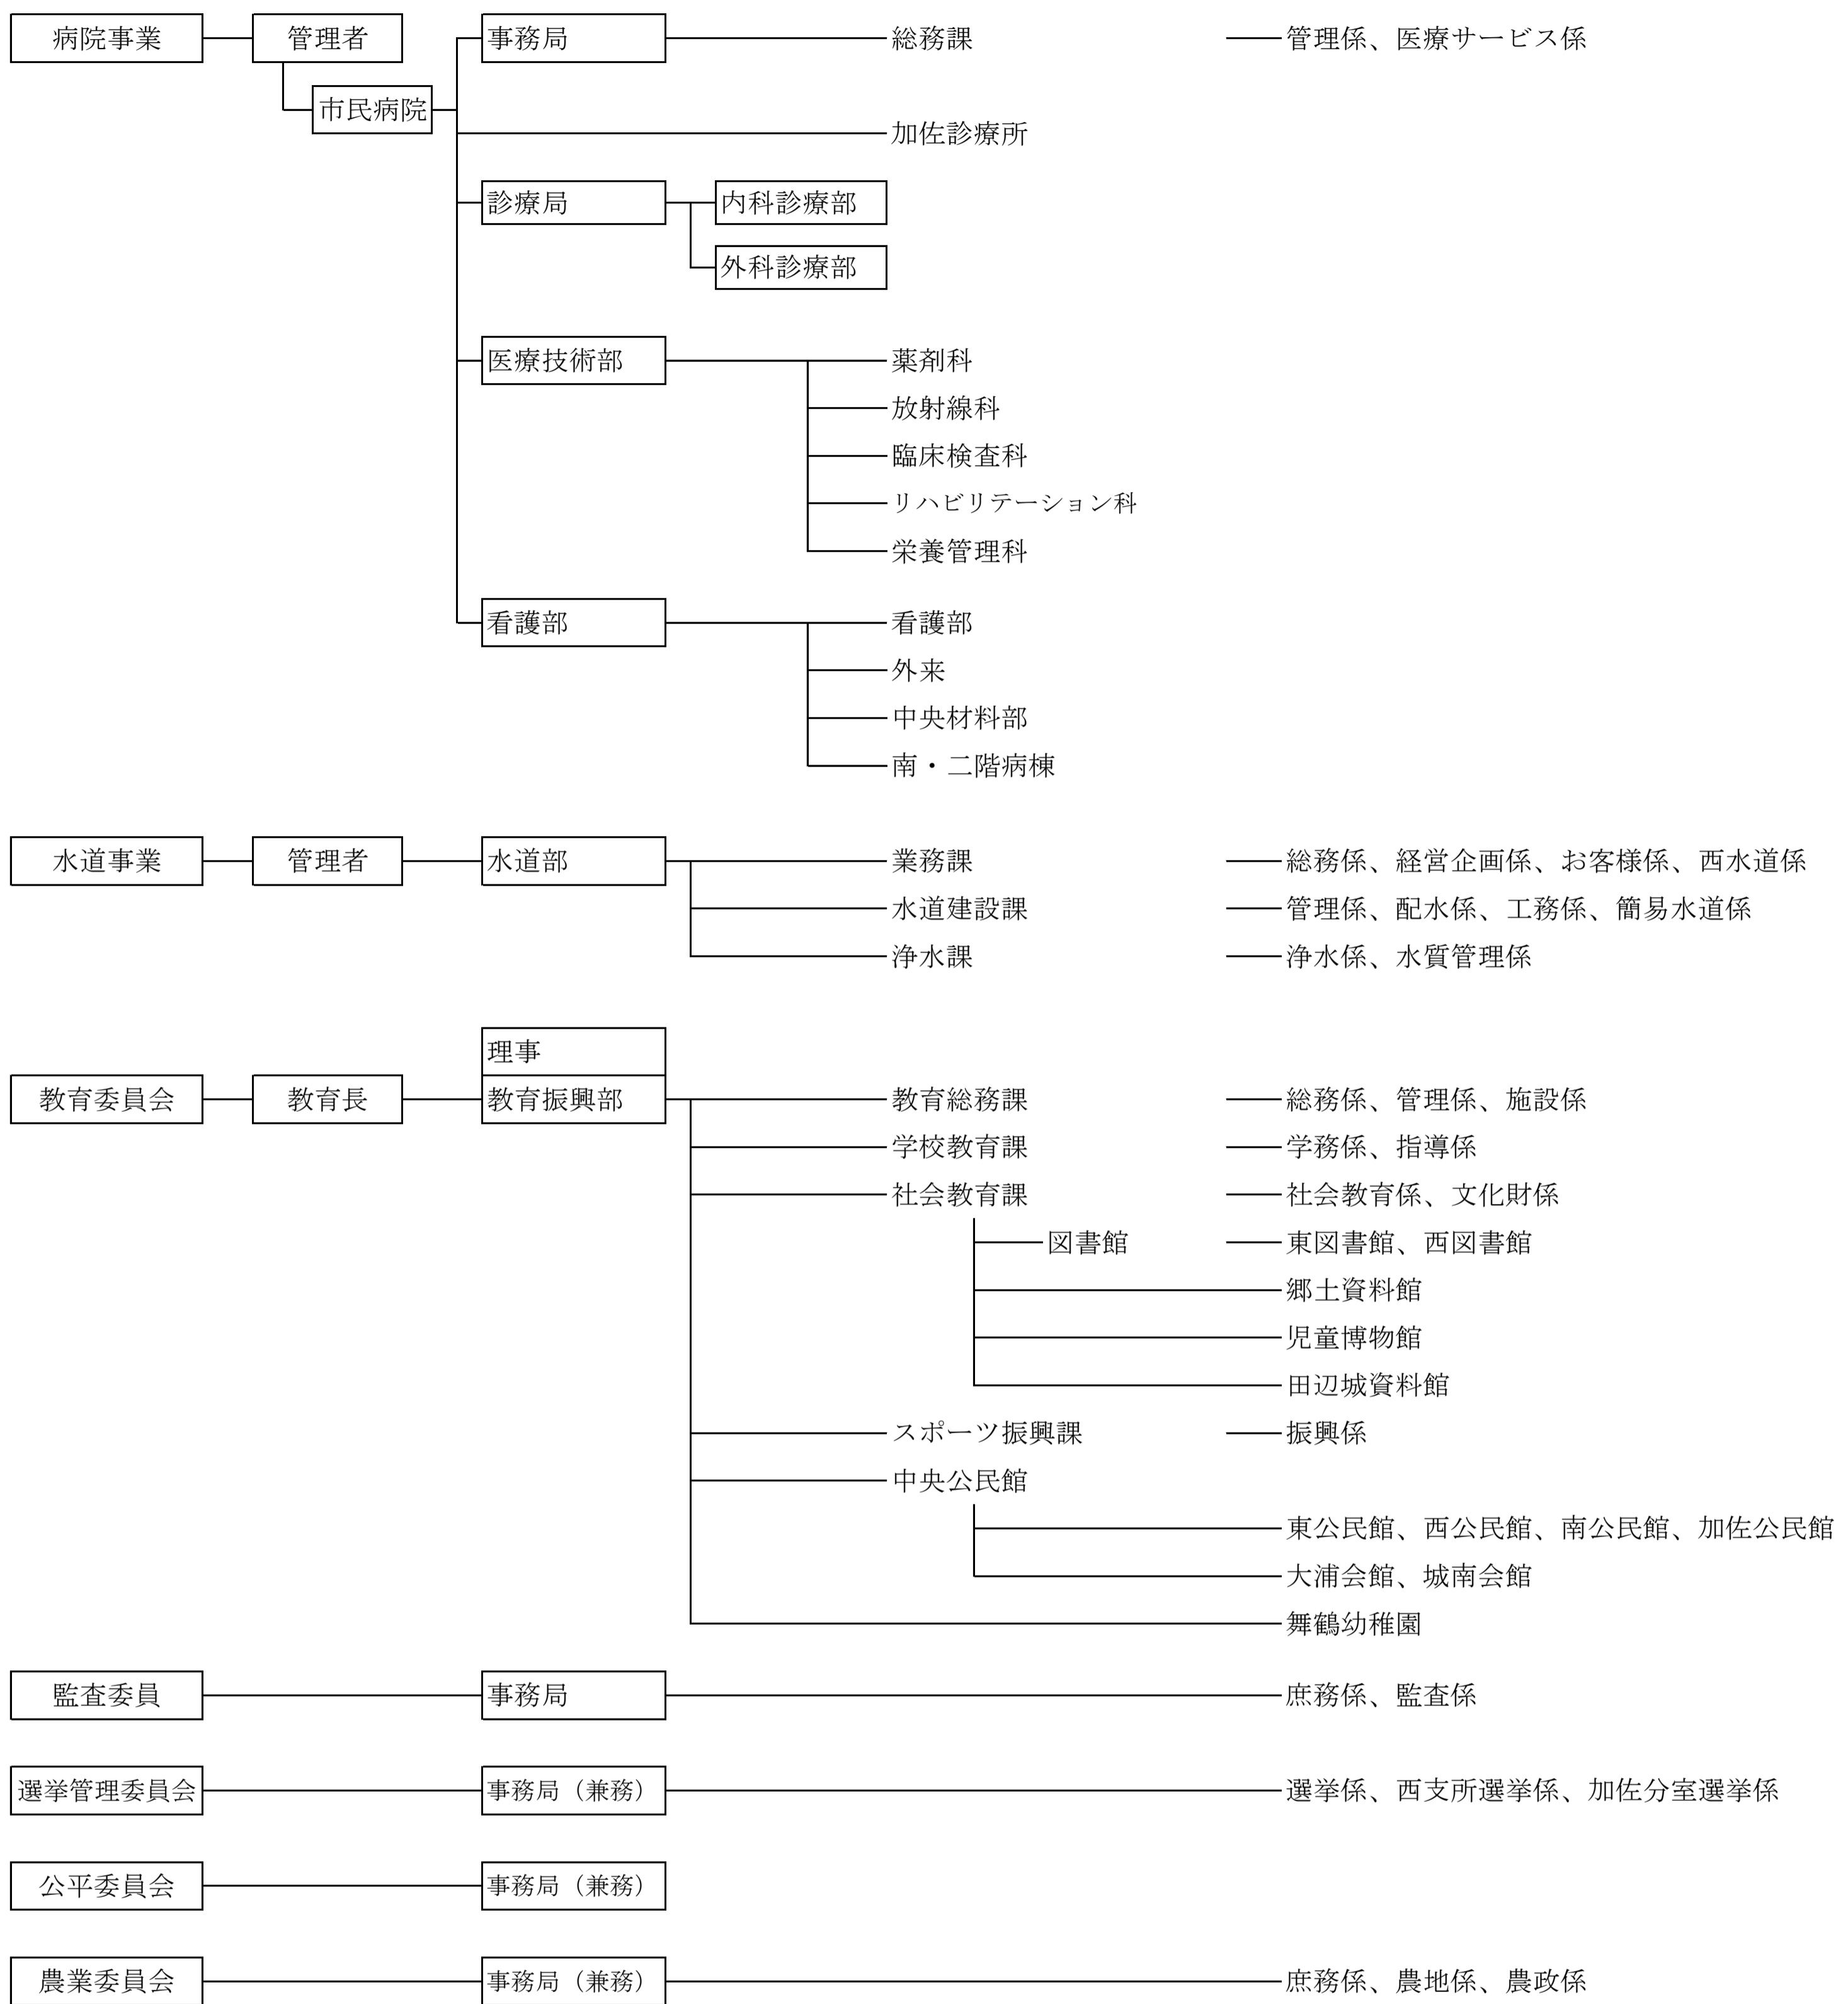 病院事業 管理者 事務局 総務課 管理係、医療サービス係
市民病院
加佐診療所
診療局 内科診療部
外科診療部
医療技術部 薬剤科
放射線科
臨床検査科
リハビリテーション科
栄養管理科
看護部 看護部
外来
中央材料部
南・二階病棟
水道事業 管理者 水道部 業務課 総務係、経営企画係、お客様係、西水道係
水道建設課 管理係、配水係、工務係、簡易水道係
浄水課 浄水係、水質管理係
理事
教育委員会 教育長 教育振興部 教育総務課 総務係、管理係、施設係
学校教育課 学務係、指導係
社会教育課 社会教育係、文化財係
図書館 東図書館、西図書館
郷土資料館
児童博物館
田辺城資料館
スポーツ振興課 振興係
中央公民館
東公民館、西公民館、南公民館、加佐公民館
大浦会館、城南会館
舞鶴幼稚園
監査委員 事務局 庶務係、監査係
選挙管理委員会 事務局（兼務） 選挙係、西支所選挙係、加佐分室選挙係
公平委員会 事務局（兼務）
農業委員会 事務局（兼務） 庶務係、農地係、農政係